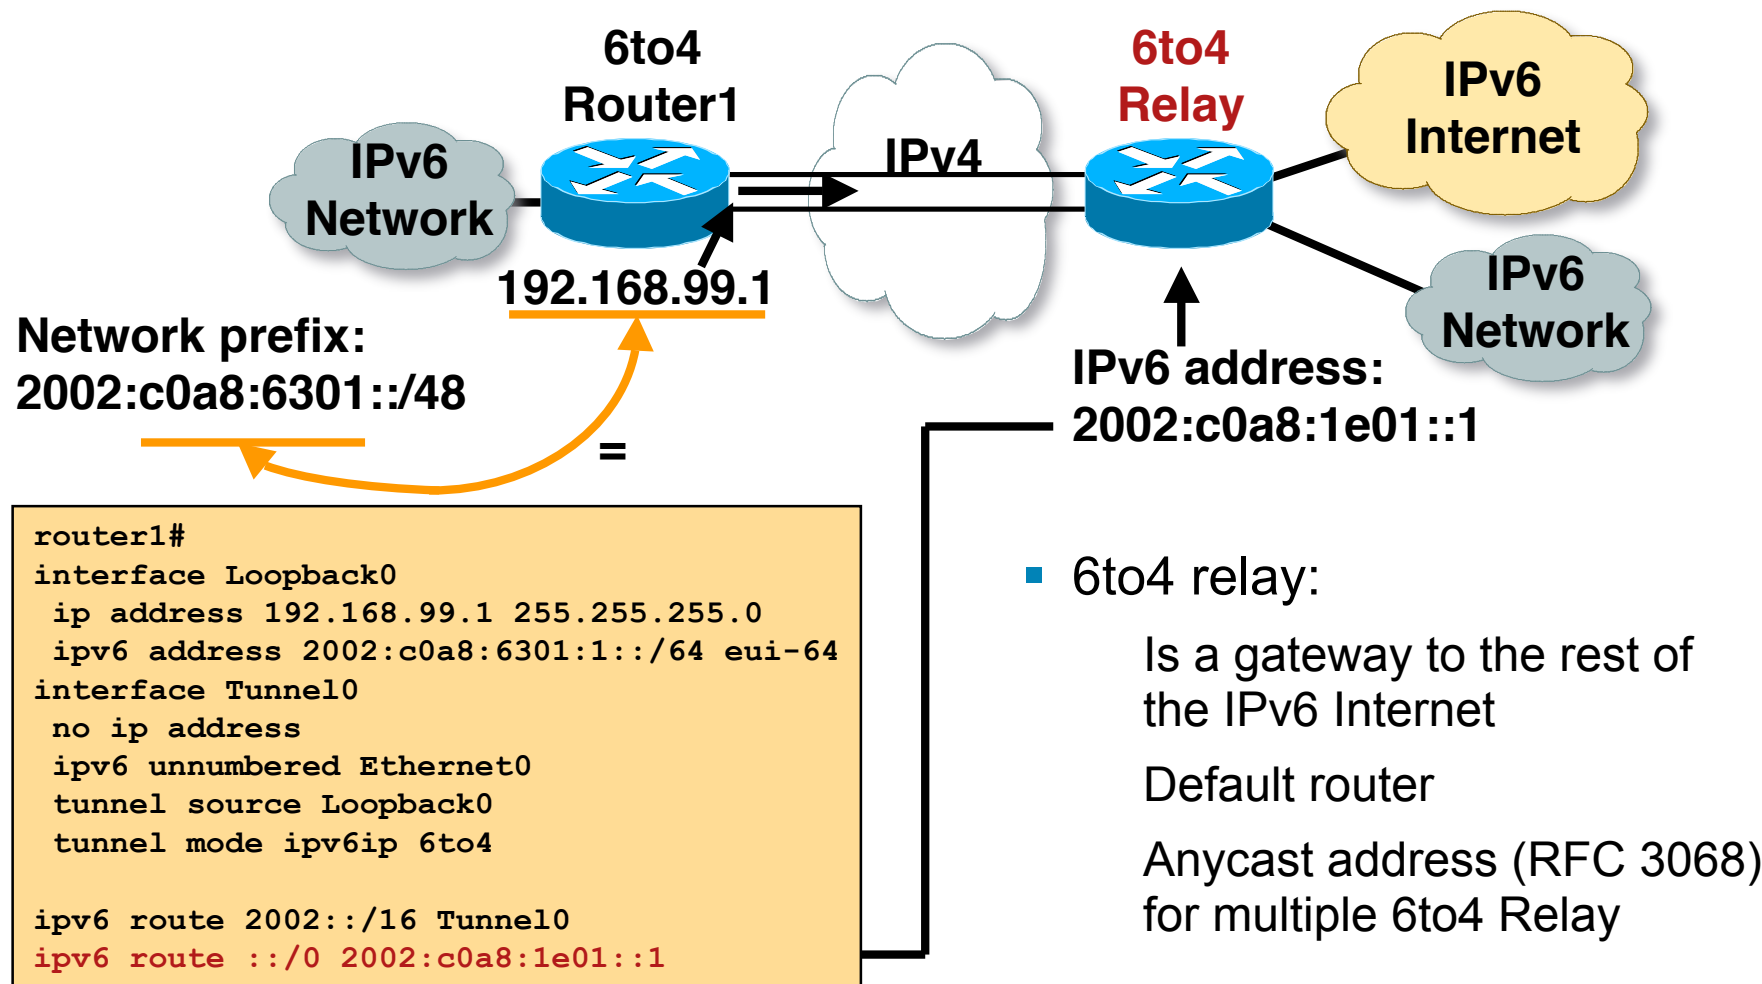 6to4
Router1
6to4
Relay
IPv6
Internet
IPv6
Network
IPv4
192.168.99.1
IPv6
Network
Network prefix:
2002:c0a8:6301::/48
=
IPv6 address:
2002:c0a8:1e01::1
router1#
interface Loopback0
ip address 192.168.99.1 255.255.255.0
ipv6 address 2002:c0a8:6301:1::/64 eui-64
interface Tunnel0
no ip address
ipv6 unnumbered Ethernet0
tunnel source Loopback0
tunnel mode ipv6ip 6to4
ipv6 route 2002::/16 Tunnel0
ipv6 route ::/0 2002:c0a8:1e01::1
6to4 relay:
Is a gateway to the rest of
the IPv6 Internet
Default router
Anycast address (RFC 3068)
for multiple 6to4 Relay